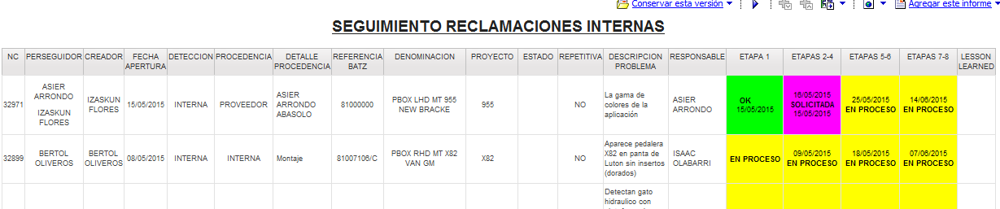 Conservar esta versión
Agregar este informe
SEGUIMIENTO RECLAMACIONES INTERNAS
NC PERSEGUIDOR CREADOR FECHA APERTURA DETECCION PROCEDENCIA DETALLE PROCEDENCIA REFERENCIA BATZ DENOMINACION PROYECTO ESTADO REPETITIVA DESCRIPCION PROBLEMA RESPONSABLE ETAPA 1 ETAPAS 2-4 ETAPAS 5-6 ETAPAS 7-8 LESSON LEARNED
32971 ASIER ARRONDO IZASKUN FLORES IZASKUN FLORES 15/05/2015 INTERNA PROVEEDOR ASIER ARRONDO ABASOLO 81000000 PBOX LHD MT 955 NEW BRACKE 955 NO La gama de colores de la aplicación ASIER ARRONDO OK 15/05/2015 16/05/2015 SOLICITADA 15/05/2015 25/05/2015 EN PROCESO 14/06/2015 EN PROCESO
32899 BERTOL OLIVEROS BERTOL OLIVEROS 08/05/2015 INTERNA INTERNA Montaje 81007106/C PBOX RHD MT X82 VAN GM X82 NO Aparece pedalera X82 en panta de Luton sin insertos (dorados) ISAAC OLABARRI EN PROCESO 09/05/2015 EN PROCESO 18/05/2015 EN PROCESO 07/06/2015 EN PROCESO
Detectan gato
hidraulico con